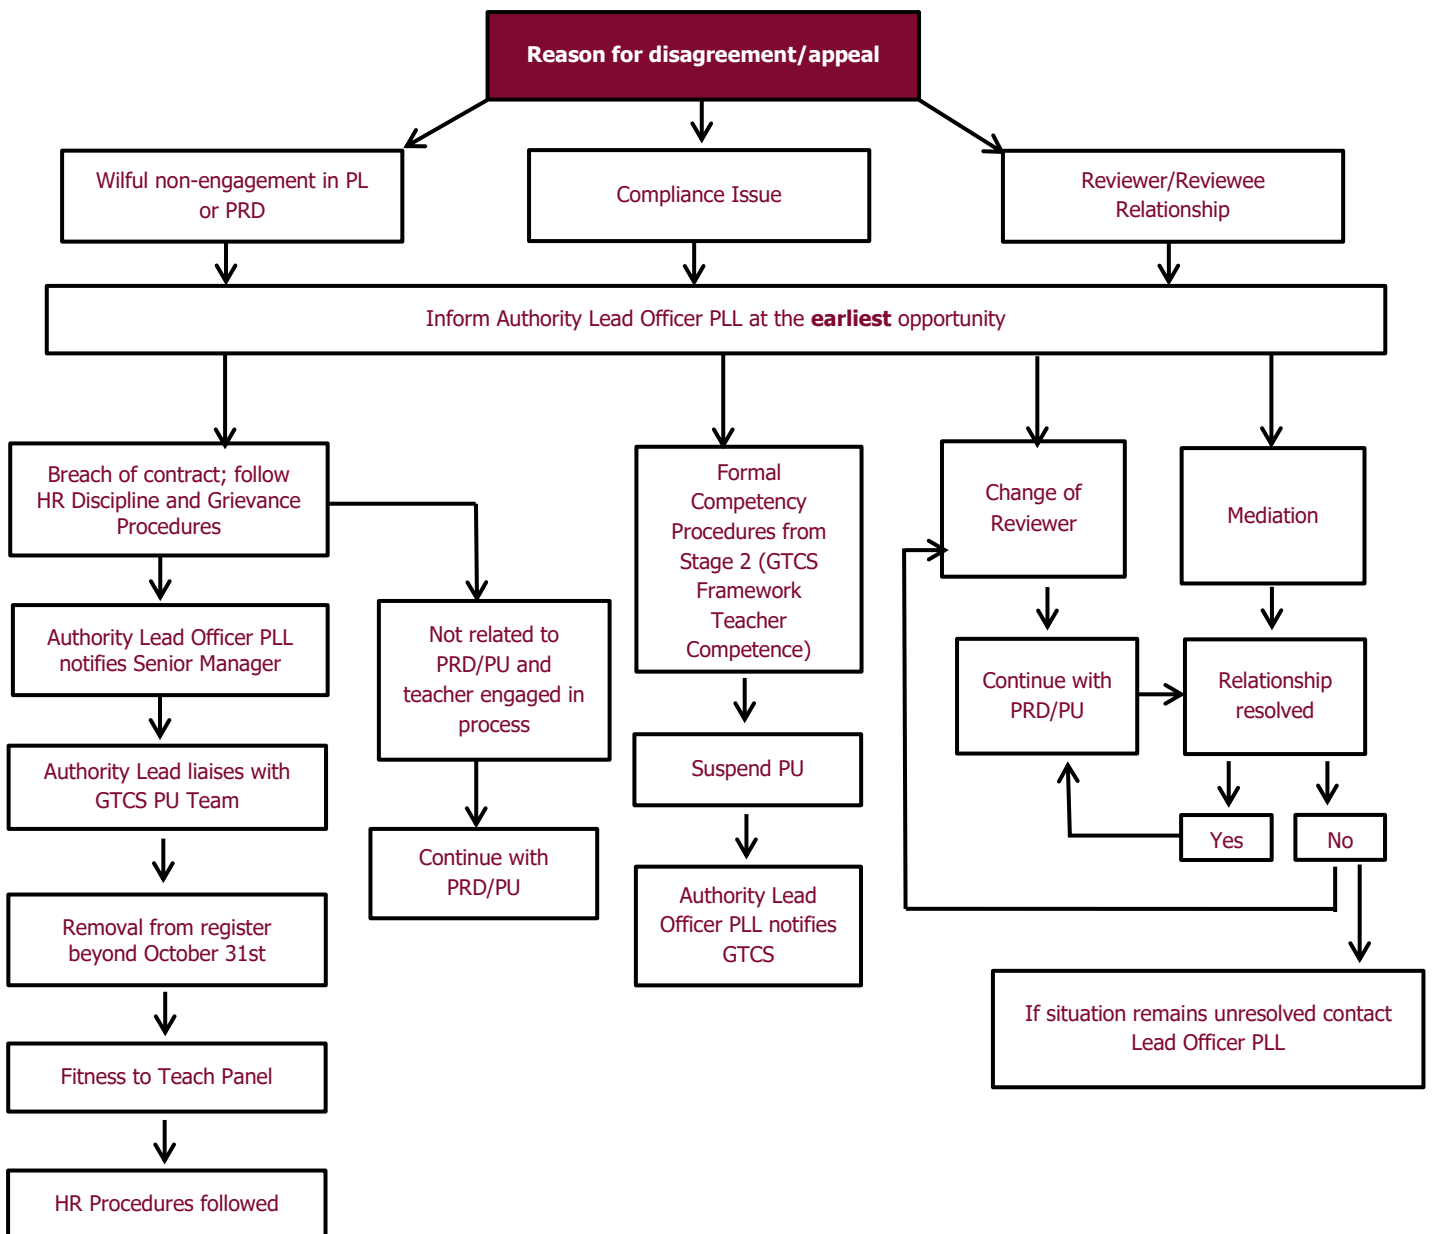 Reason for disagreement/appeal
Wilful non-engagement in PL
or PRD
Compliance Issue
Reviewer/Reviewee
Relationship
Inform Authority Lead Officer PLL at the earliest opportunity
Breach of contract; follow
HR Discipline and Grievance
Procedures
Authority Lead Officer PLL
notifies Senior Manager
Authority Lead liaises with
GTCS PU Team
Removal from register
beyond October 31st
Fitness to Teach Panel
HR Procedures followed
Not related to
PRD/PU and
teacher engaged in
process
Continue with
PRD/PU
Formal
Competency
Procedures from
Stage 2 (GTCS
Framework
Teacher
Competence)
Suspend PU
Authority Lead
Officer PLL notifies
GTCS
Change of
Reviewer
Continue with
PRD/PU
Mediation
Relationship
resolved
Yes
No
If situation remains unresolved contact
Lead Officer PLL